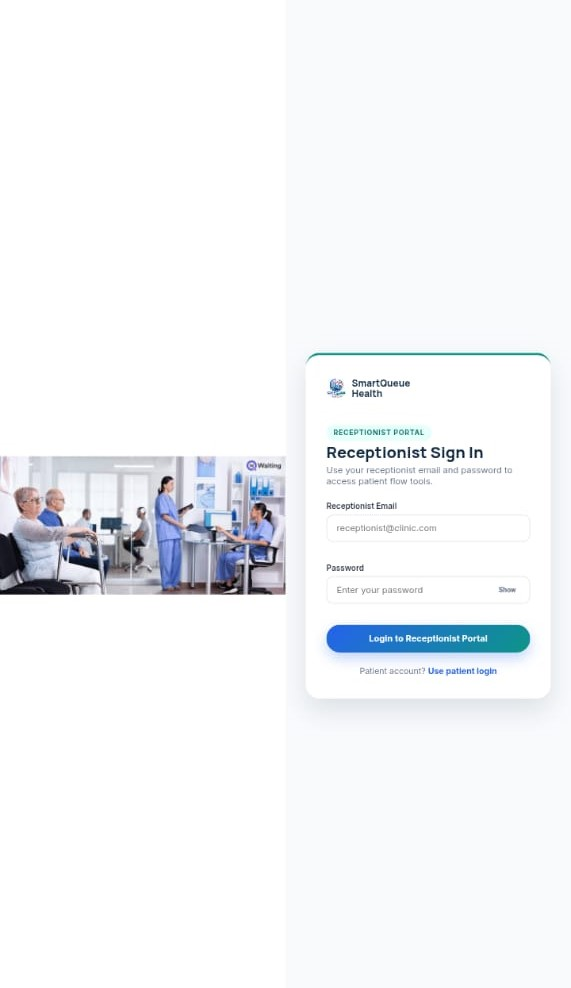 Waiting
SmartQueue
Health
RECEPTIONIST PORTAL
Receptionist Sign In
Use your receptionist email and password to
access patient flow tools.
Receptionist Email
receptionist@clinic.com
Password
Enter your password
Show
Login to Receptionist Portal
Patient account? Use patient login